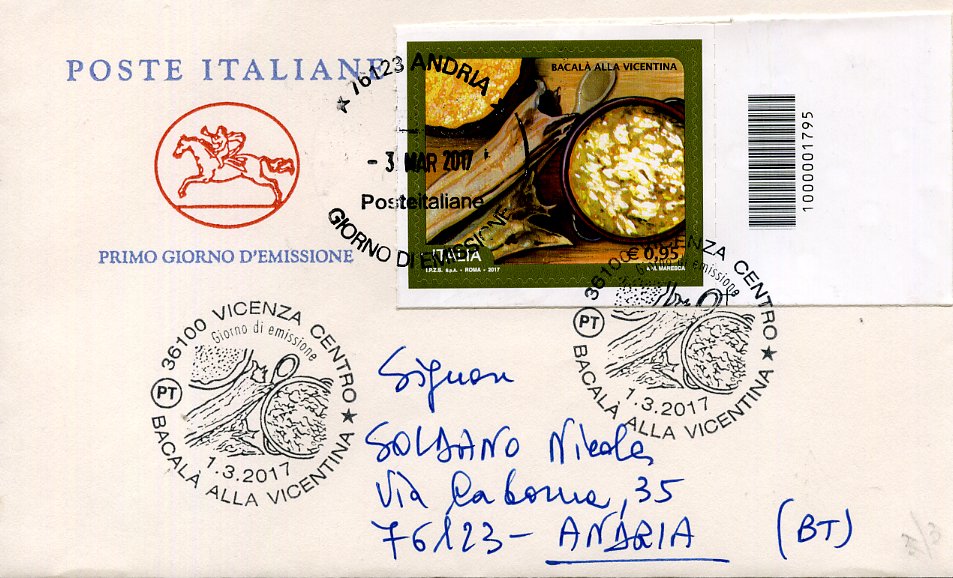 POSTE ITALIANE
PRIMO GIORNO D'EMISSIONE
BACALÀ ALLA VICENTINA
ITALIA
€ 0,95
I.P.Z.S. S.p.A. - ROMA - 2017
MARESCA
1000001795
76123 ANDRIA
- 3 MAR 2017
Posteitaliane
GIORNO DI EMISSIONE
36100 VICENZA CENTRO
Giorno di emissione
PT
1.3.2017
BACALÀ ALLA VICENTINA
36100 VICENZA CENTRO
Giorno di emissione
PT
1.3.2017
BACALÀ ALLA VICENTINA
SOLDANO Nicola
Via , 35
76123 - ANDRIA (BT)